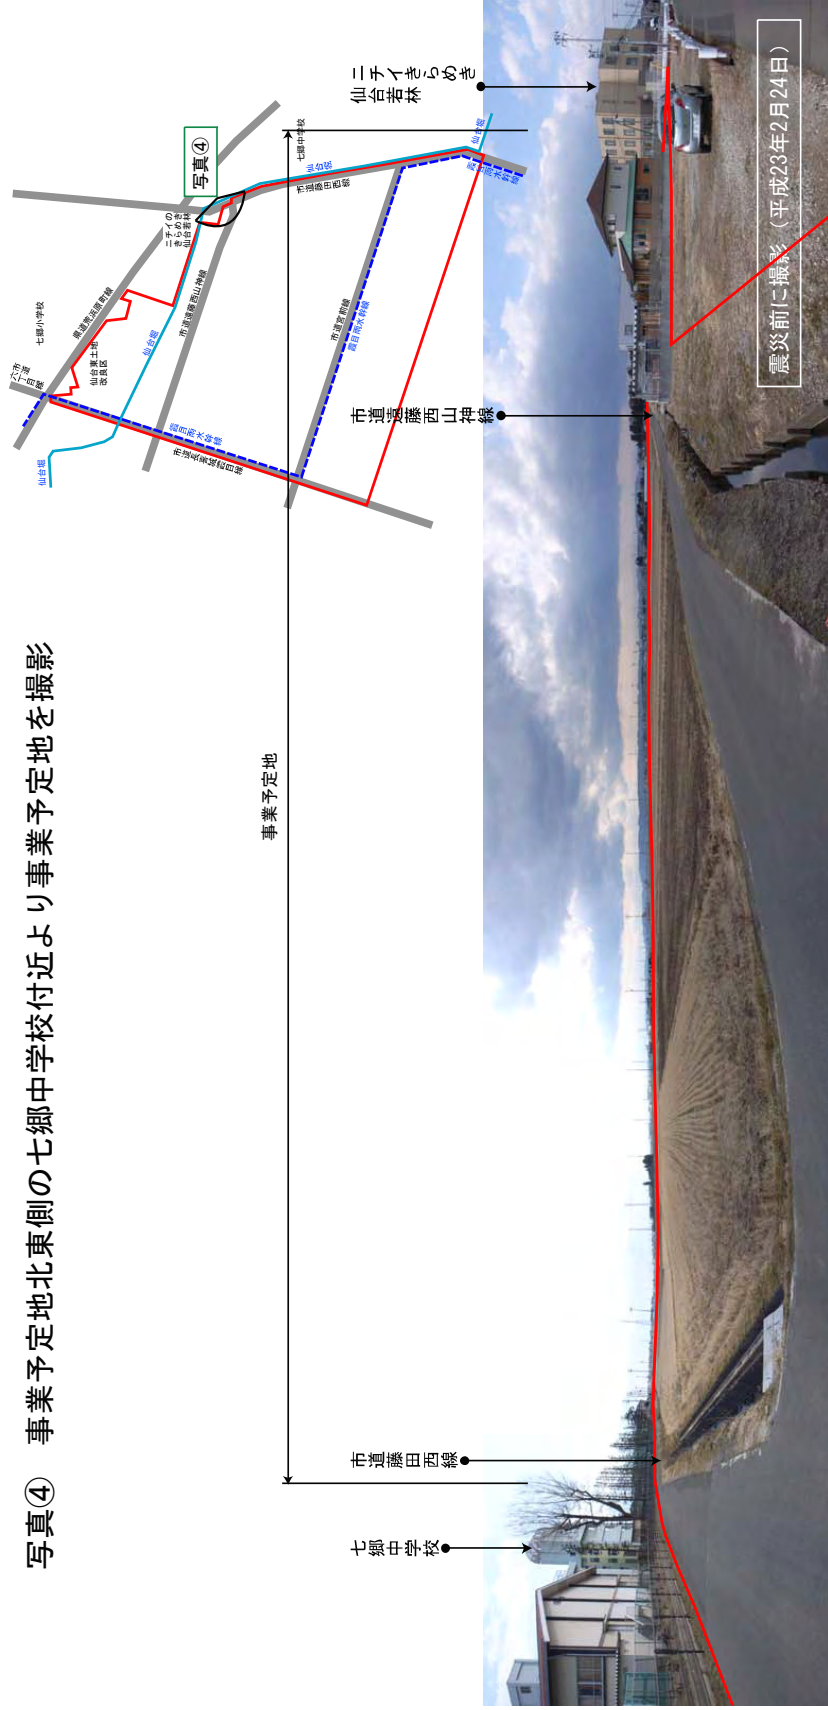 写真④　事業予定地北東側の七郷中学校付近より事業予定地を撮影
七郷小学校
六丁目
市道
線
県道荒浜原町線
仙台東土地
改良区
ニチイの
きらめき
仙台若林
写真④
仙台堀
仙台堀
市道遠藤西山神線
霞目雨水幹線
七郷中学校
仙台堀
市道藤田西線
市道宮前線
霞目雨水幹線
仙台堀
霞目雨水幹線
事業予定地
七郷中学校
市道藤田西線
市道遠藤西山神線
ニチイきらめき
仙台若林
震災前に撮影（平成23年2月24日）